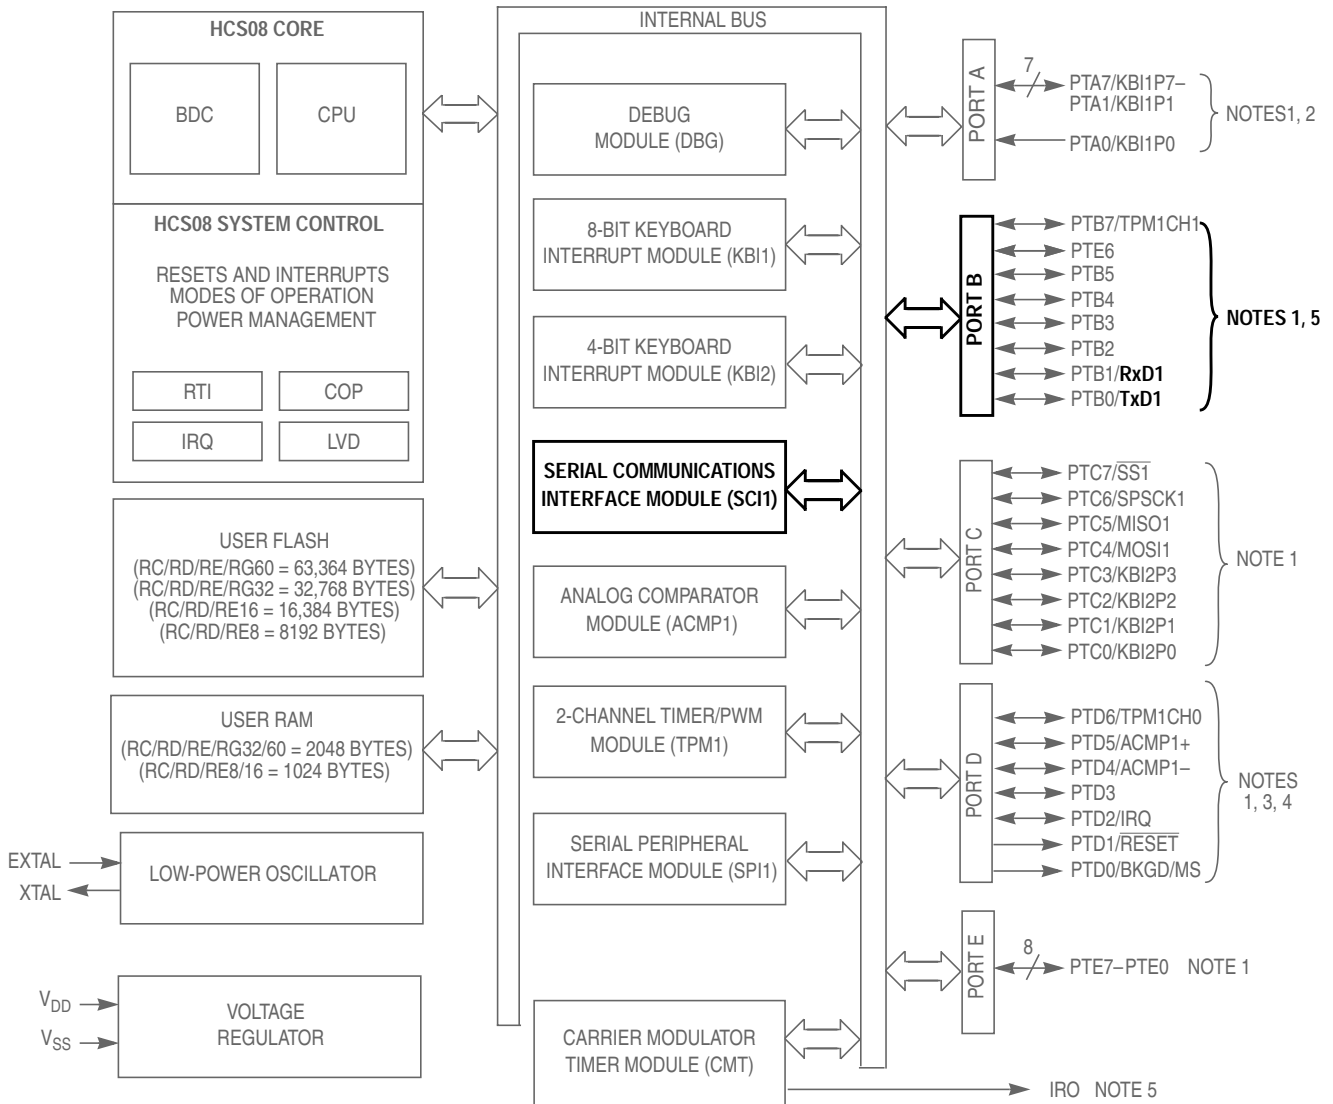 HCS08 CORE
BDC
CPU
HCS08 SYSTEM CONTROL
RESETS AND INTERRUPTS
MODES OF OPERATION
POWER MANAGEMENT
RTI
COP
IRQ
LVD
USER FLASH
(RC/RD/RE/RG60 = 63,364 BYTES)
(RC/RD/RE/RG32 = 32,768 BYTES)
(RC/RD/RE16 = 16,384 BYTES)
(RC/RD/RE8 = 8192 BYTES)
USER RAM
(RC/RD/RE/RG32/60 = 2048 BYTES)
(RC/RD/RE8/16 = 1024 BYTES)
EXTAL
XTAL
LOW-POWER OSCILLATOR
VDD
VSS
VOLTAGE
REGULATOR
INTERNAL BUS
DEBUG
MODULE (DBG)
8-BIT KEYBOARD
INTERRUPT MODULE (KBI1)
4-BIT KEYBOARD
INTERRUPT MODULE (KBI2)
SERIAL COMMUNICATIONS
INTERFACE MODULE (SCI1)
ANALOG COMPARATOR
MODULE (ACMP1)
2-CHANNEL TIMER/PWM
MODULE (TPM1)
SERIAL PERIPHERAL
INTERFACE MODULE (SPI1)
CARRIER MODULATOR
TIMER MODULE (CMT)
PORT A
7
PTA7/KBI1P7–
PTA1/KBI1P1
PTA0/KBI1P0
NOTES1, 2
PORT B
PTB7/TPM1CH1
PTE6
PTB5
PTB4
PTB3
PTB2
PTB1/RxD1
PTB0/TxD1
NOTES 1, 5
PORT C
PTC7/SS1
PTC6/SPSCK1
PTC5/MISO1
PTC4/MOSI1
PTC3/KBI2P3
PTC2/KBI2P2
PTC1/KBI2P1
PTC0/KBI2P0
NOTE 1
PORT D
PTD6/TPM1CH0
PTD5/ACMP1+
PTD4/ACMP1–
PTD3
PTD2/IRQ
PTD1/RESET
PTD0/BKGD/MS
NOTES
1, 3, 4
PORT E
8
PTE7–PTE0 NOTE 1
IRO NOTE 5